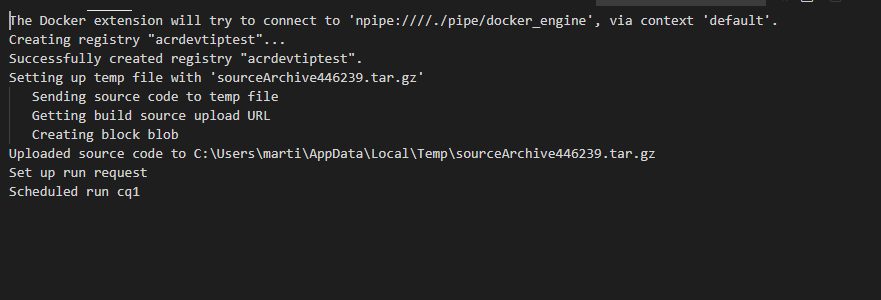 The Docker extension will try to connect to 'npipe:////./pipe/docker_engine', via context 'default'.
Creating registry "acrdevtiptest"...
Successfully created registry "acrdevtiptest".
Setting up temp file with 'sourceArchive446239.tar.gz'
Sending source code to temp file
Getting build source upload URL
Creating block blob
Uploaded source code to C:\Users\marti\AppData\Local\Temp\sourceArchive446239.tar.gz
Set up run request
Scheduled run cq1